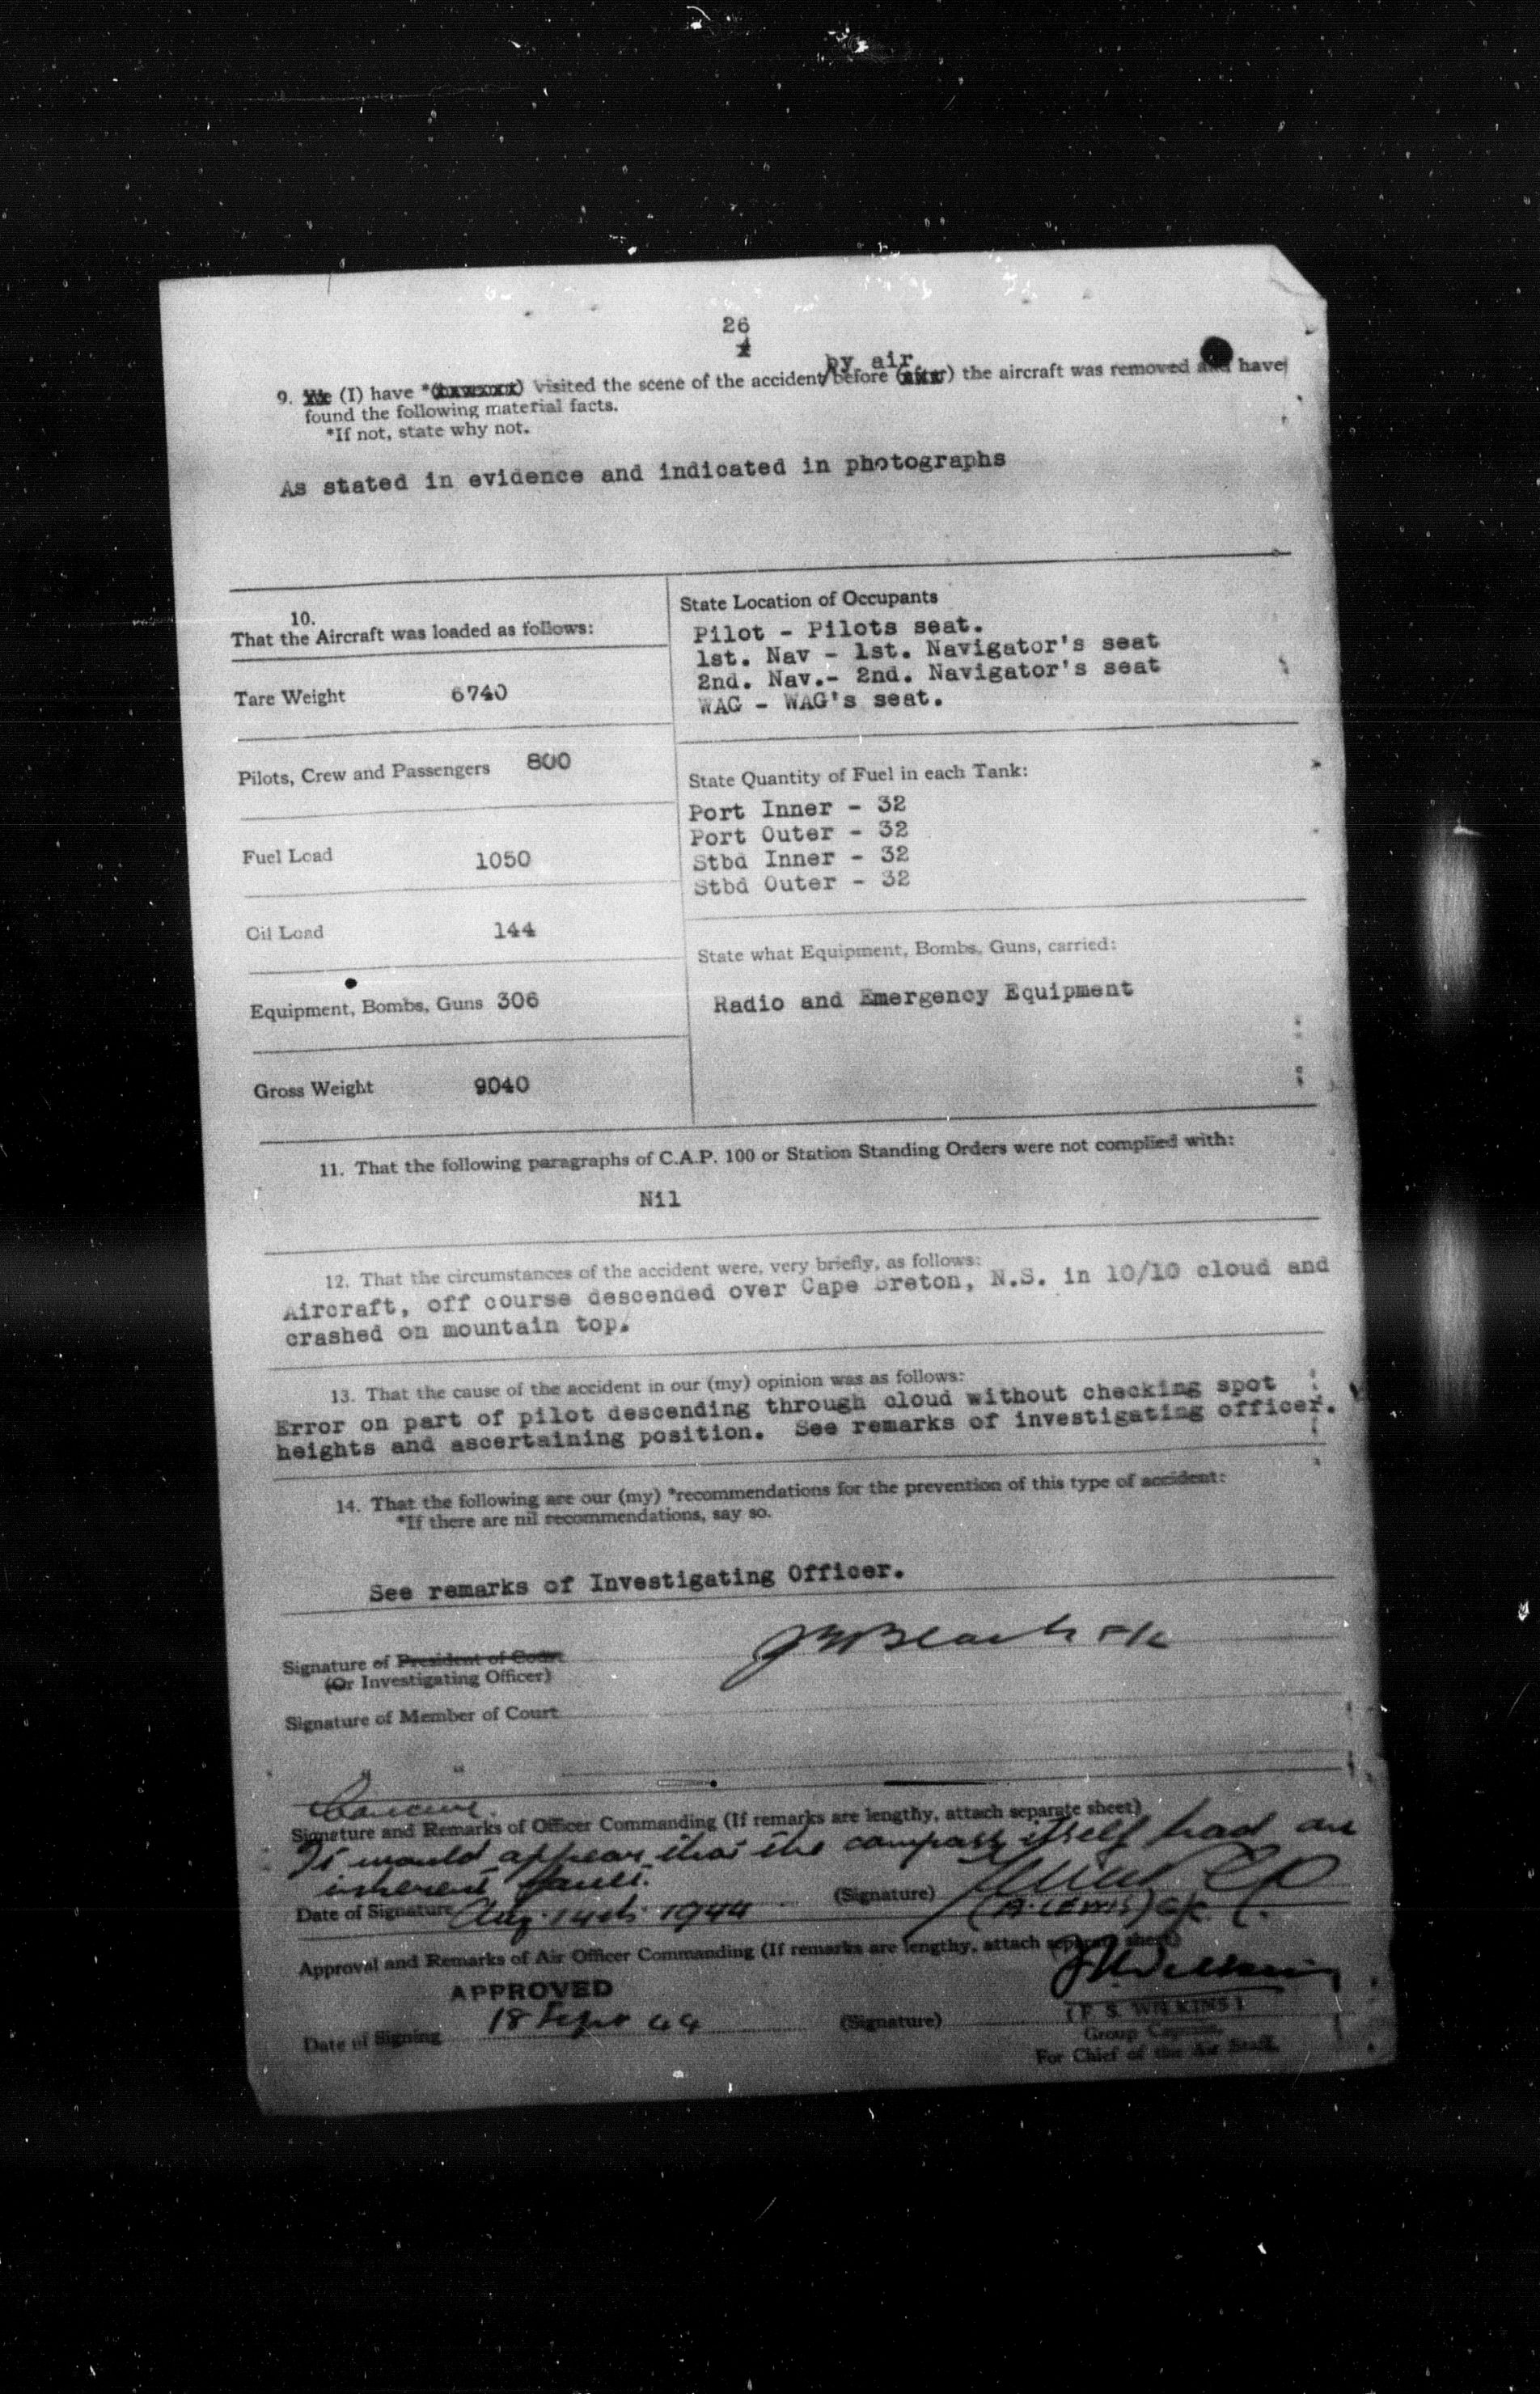 26
4
by air
9. We (I) have *(have not) visited the scene of the accident/before (after) the aircraft was removed and have
found the following material facts.
*If not, state why not.
As stated in evidence and indicated in photographs
10.
That the Aircraft was loaded as follows:
Tare Weight 6740
Pilots, Crew and Passengers 800
Fuel Load 1050
Oil Load 144
Equipment, Bombs, Guns 306
Gross Weight 9040
State Location of Occupants
Pilot - Pilots seat.
1st. Nav - 1st. Navigator's seat
2nd. Nav.- 2nd. Navigator's seat
WAG - WAG's seat.
State Quantity of Fuel in each Tank:
Port Inner - 32
Port Outer - 32
Stbd Inner - 32
Stbd Outer - 32
State what Equipment, Bombs, Guns, carried:
Radio and Emergency Equipment
11. That the following paragraphs of C.A.P. 100 or Station Standing Orders were not complied with:
Nil
12. That the circumstances of the accident were, very briefly, as follows:
Aircraft, off course descended over Cape Breton, N.S. in 10/10 cloud and
crashed on mountain top.
13. That the cause of the accident in our (my) opinion was as follows:
Error on part of pilot descending through cloud without checking spot
heights and ascertaining position. See remarks of investigating officer.
14. That the following are our (my) *recommendations for the prevention of this type of accident:
*If there are nil recommendations, say so.
See remarks of Investigating Officer.
Signature of President of Court
(Or Investigating Officer)
Signature of Member of Court
Concur.
Signature and Remarks of Officer Commanding (If remarks are lengthy, attach separate sheet)
It would appear that the compass itself had an
inherent fault.
(Signature)
Date of Signature Aug. 14th 1944
Approval and Remarks of Air Officer Commanding (If remarks are lengthy, attach separate sheet)
APPROVED
Date of Signing 18 Sept 44
(Signature)
(F. S. WILKINS)
Group Captain,
For Chief of the Air Staff.